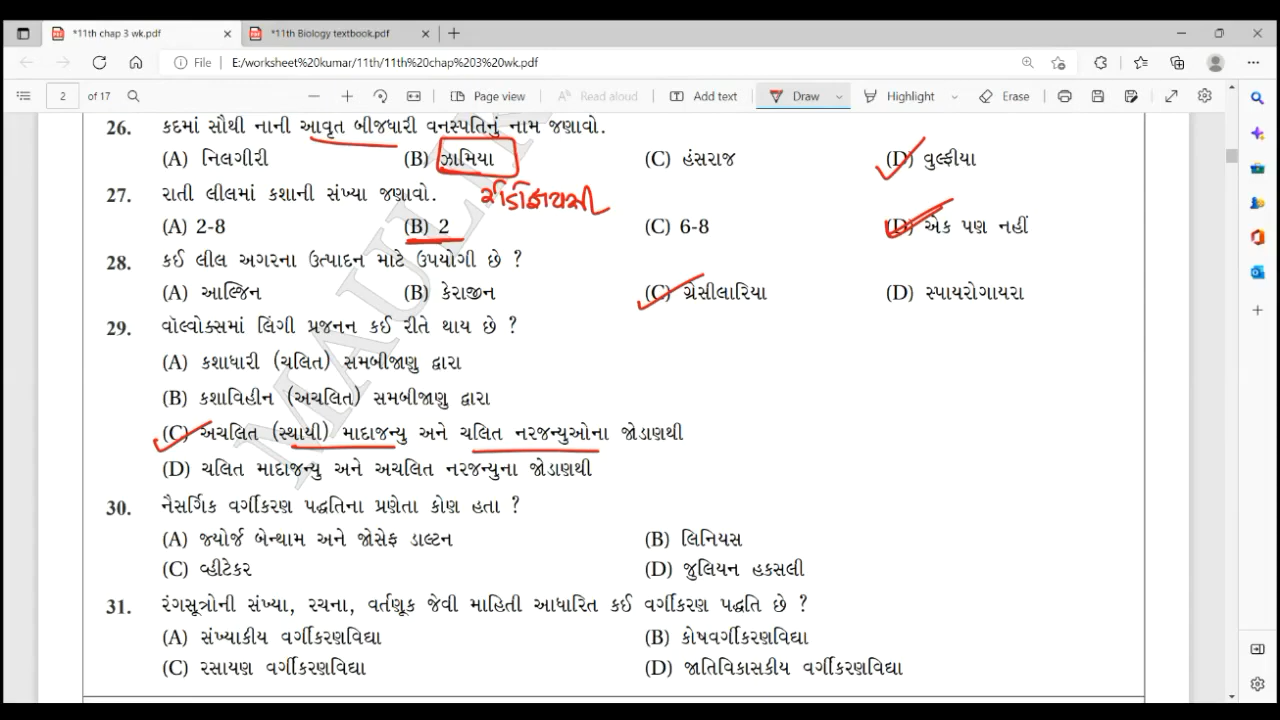 *11th chap 3 wk.pdf
*11th Biology textbook.pdf
File E:/worksheet%20kumar/11th/11th%20chap%203%20wk.pdf
2 of 17 Page view Read aloud Add text Draw Highlight Erase
26. કદમાં સૌથી નાની આવૃત બીજધારી વનસ્પતિનું નામ જણાવો.
(A) નિલગીરી (B) ઝામિયા (C) હંસરાજ (D) વુલ્ફીયા
27. રાતી લીલમાં કશાની સંખ્યા જણાવો.
(A) 2-8 (B) 2 (C) 6-8 (D) એક પણ નહીં
28. કઈ લીલ અગરના ઉત્પાદન માટે ઉપયોગી છે ?
(A) આલ્જિન (B) કેરાજીન (C) ગ્રેસીલારિયા (D) સ્પાયરોગાયરા
29. વૉલ્વોક્સમાં લિંગી પ્રજનન કઈ રીતે થાય છે ?
(A) કશાધારી (ચલિત) સમબીજાણુ દ્વારા
(B) કશાવિહીન (અચલિત) સમબીજાણુ દ્વારા
(C) અચલિત (સ્થાયી) માદાજન્યુ અને ચલિત નરજન્યુઓના જોડાણથી
(D) ચલિત માદાજન્યુ અને અચલિત નરજન્યુના જોડાણથી
30. નૈસર્ગિક વર્ગીકરણ પદ્ધતિના પ્રણેતા કોણ હતા ?
(A) જ્યોર્જ બેન્થામ અને જોસેફ ડાલ્ટન (B) લિનિયસ
(C) વ્હીટેકર (D) જુલિયન હકસલી
31. રંગસૂત્રોની સંખ્યા, રચના, વર્તણૂક જેવી માહિતી આધારિત કઈ વર્ગીકરણ પદ્ધતિ છે ?
(A) સંખ્યાકીય વર્ગીકરણવિદ્યા (B) કોષવર્ગીકરણવિદ્યા
(C) રસાયણ વર્ગીકરણવિદ્યા (D) જાતિવિકાસકીય વર્ગીકરણવિદ્યા